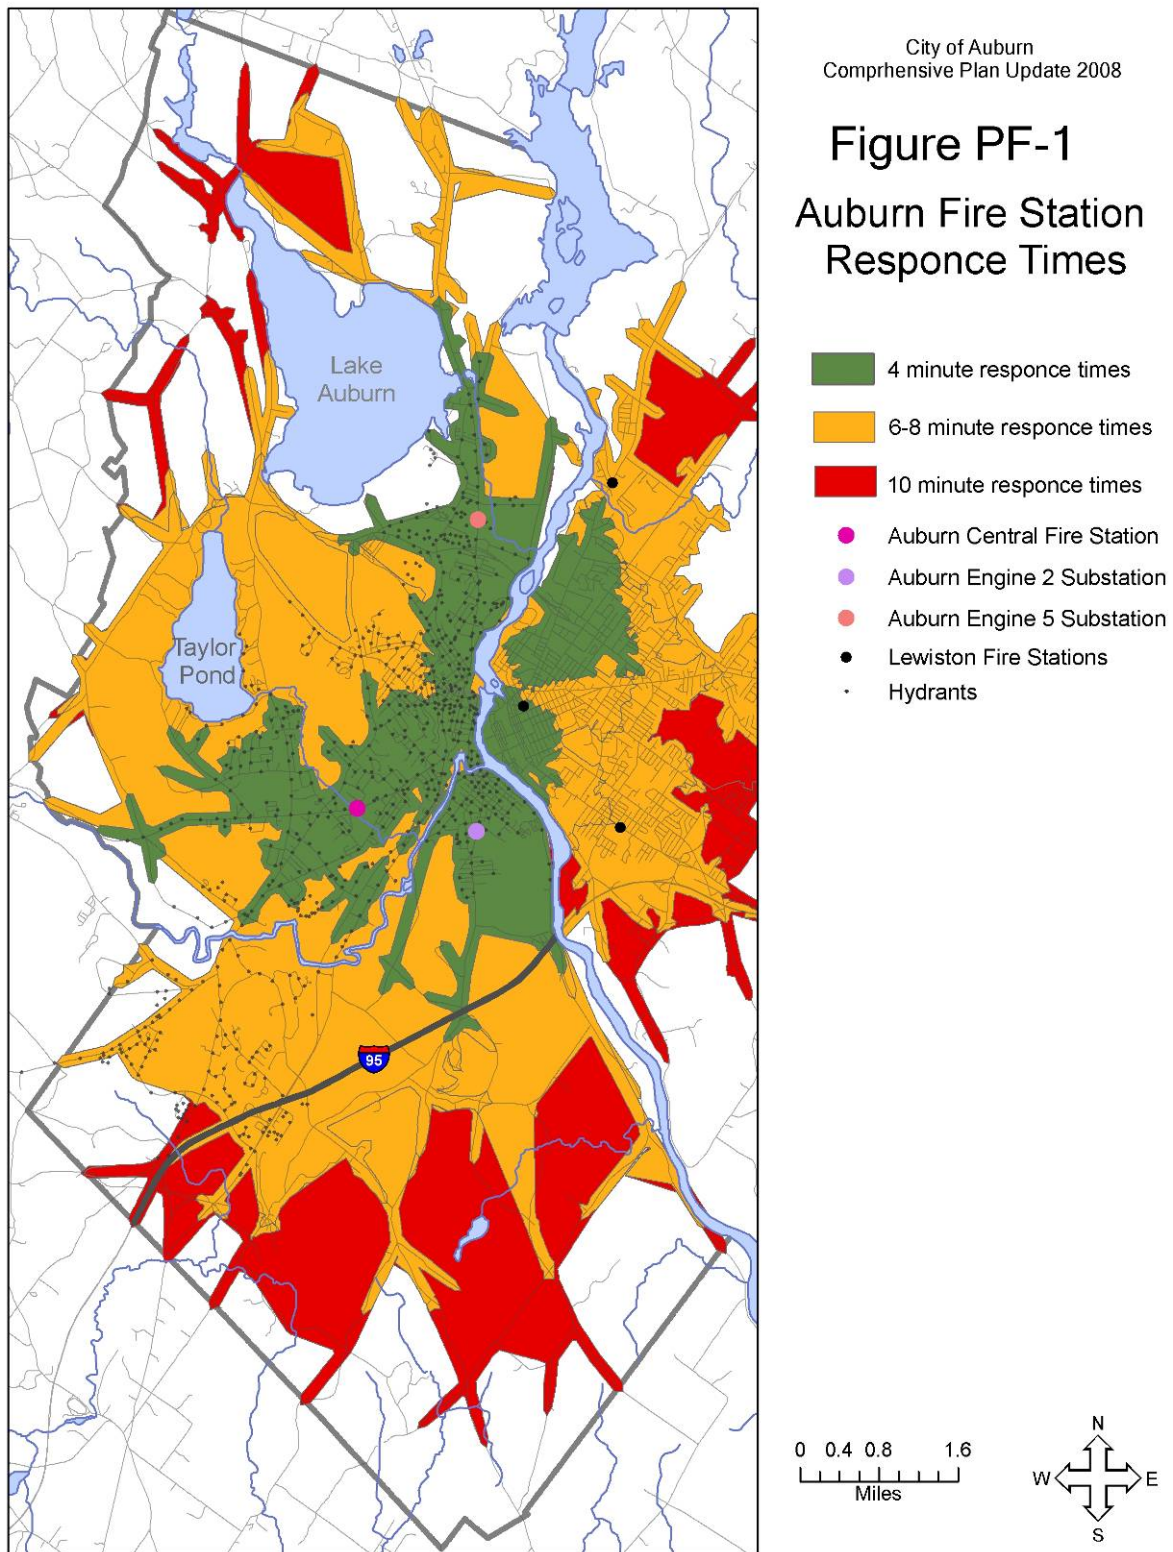 City of Auburn
Comprhensive Plan Update 2008
Figure PF-1
Auburn Fire Station
Responce Times
4 minute responce times
6-8 minute responce times
10 minute responce times
Auburn Central Fire Station
Auburn Engine 2 Substation
Auburn Engine 5 Substation
Lewiston Fire Stations
Hydrants
Lake
Auburn
Taylor
Pond
95
0 0.4 0.8 1.6
Miles
N
W E
S